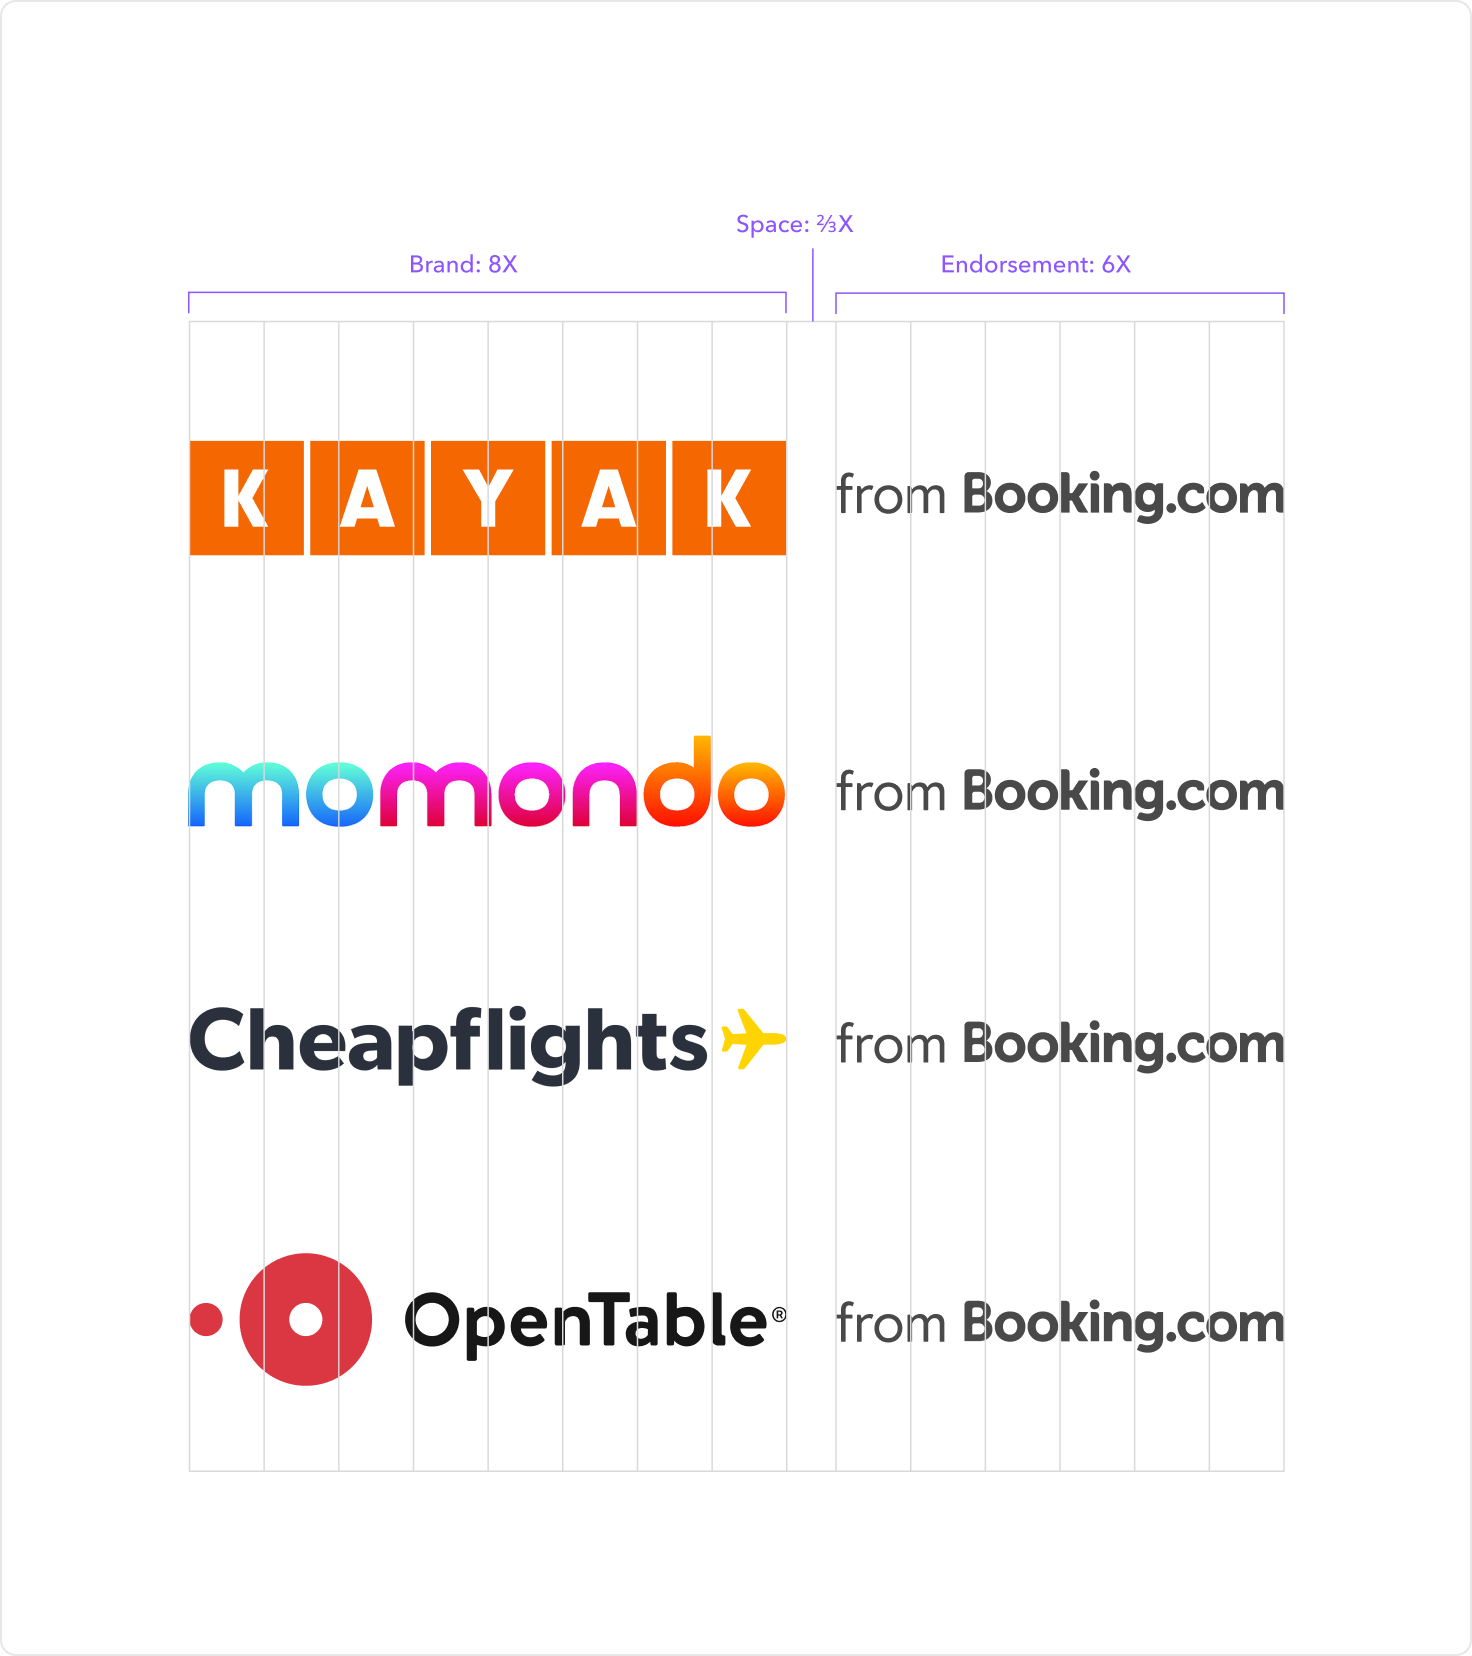 Space: ⅔X
Brand: 8X
Endorsement: 6X
KAYAK from Booking.com
momondo from Booking.com
Cheapflights from Booking.com
OpenTable® from Booking.com